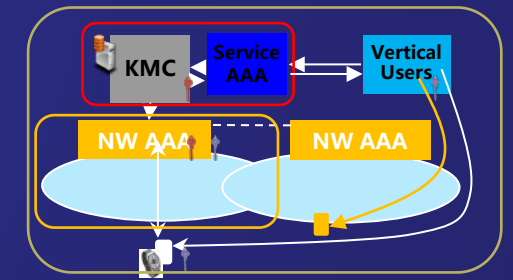 KMC
Service
AAA
Vertical
Users
NW AAA
NW AAA